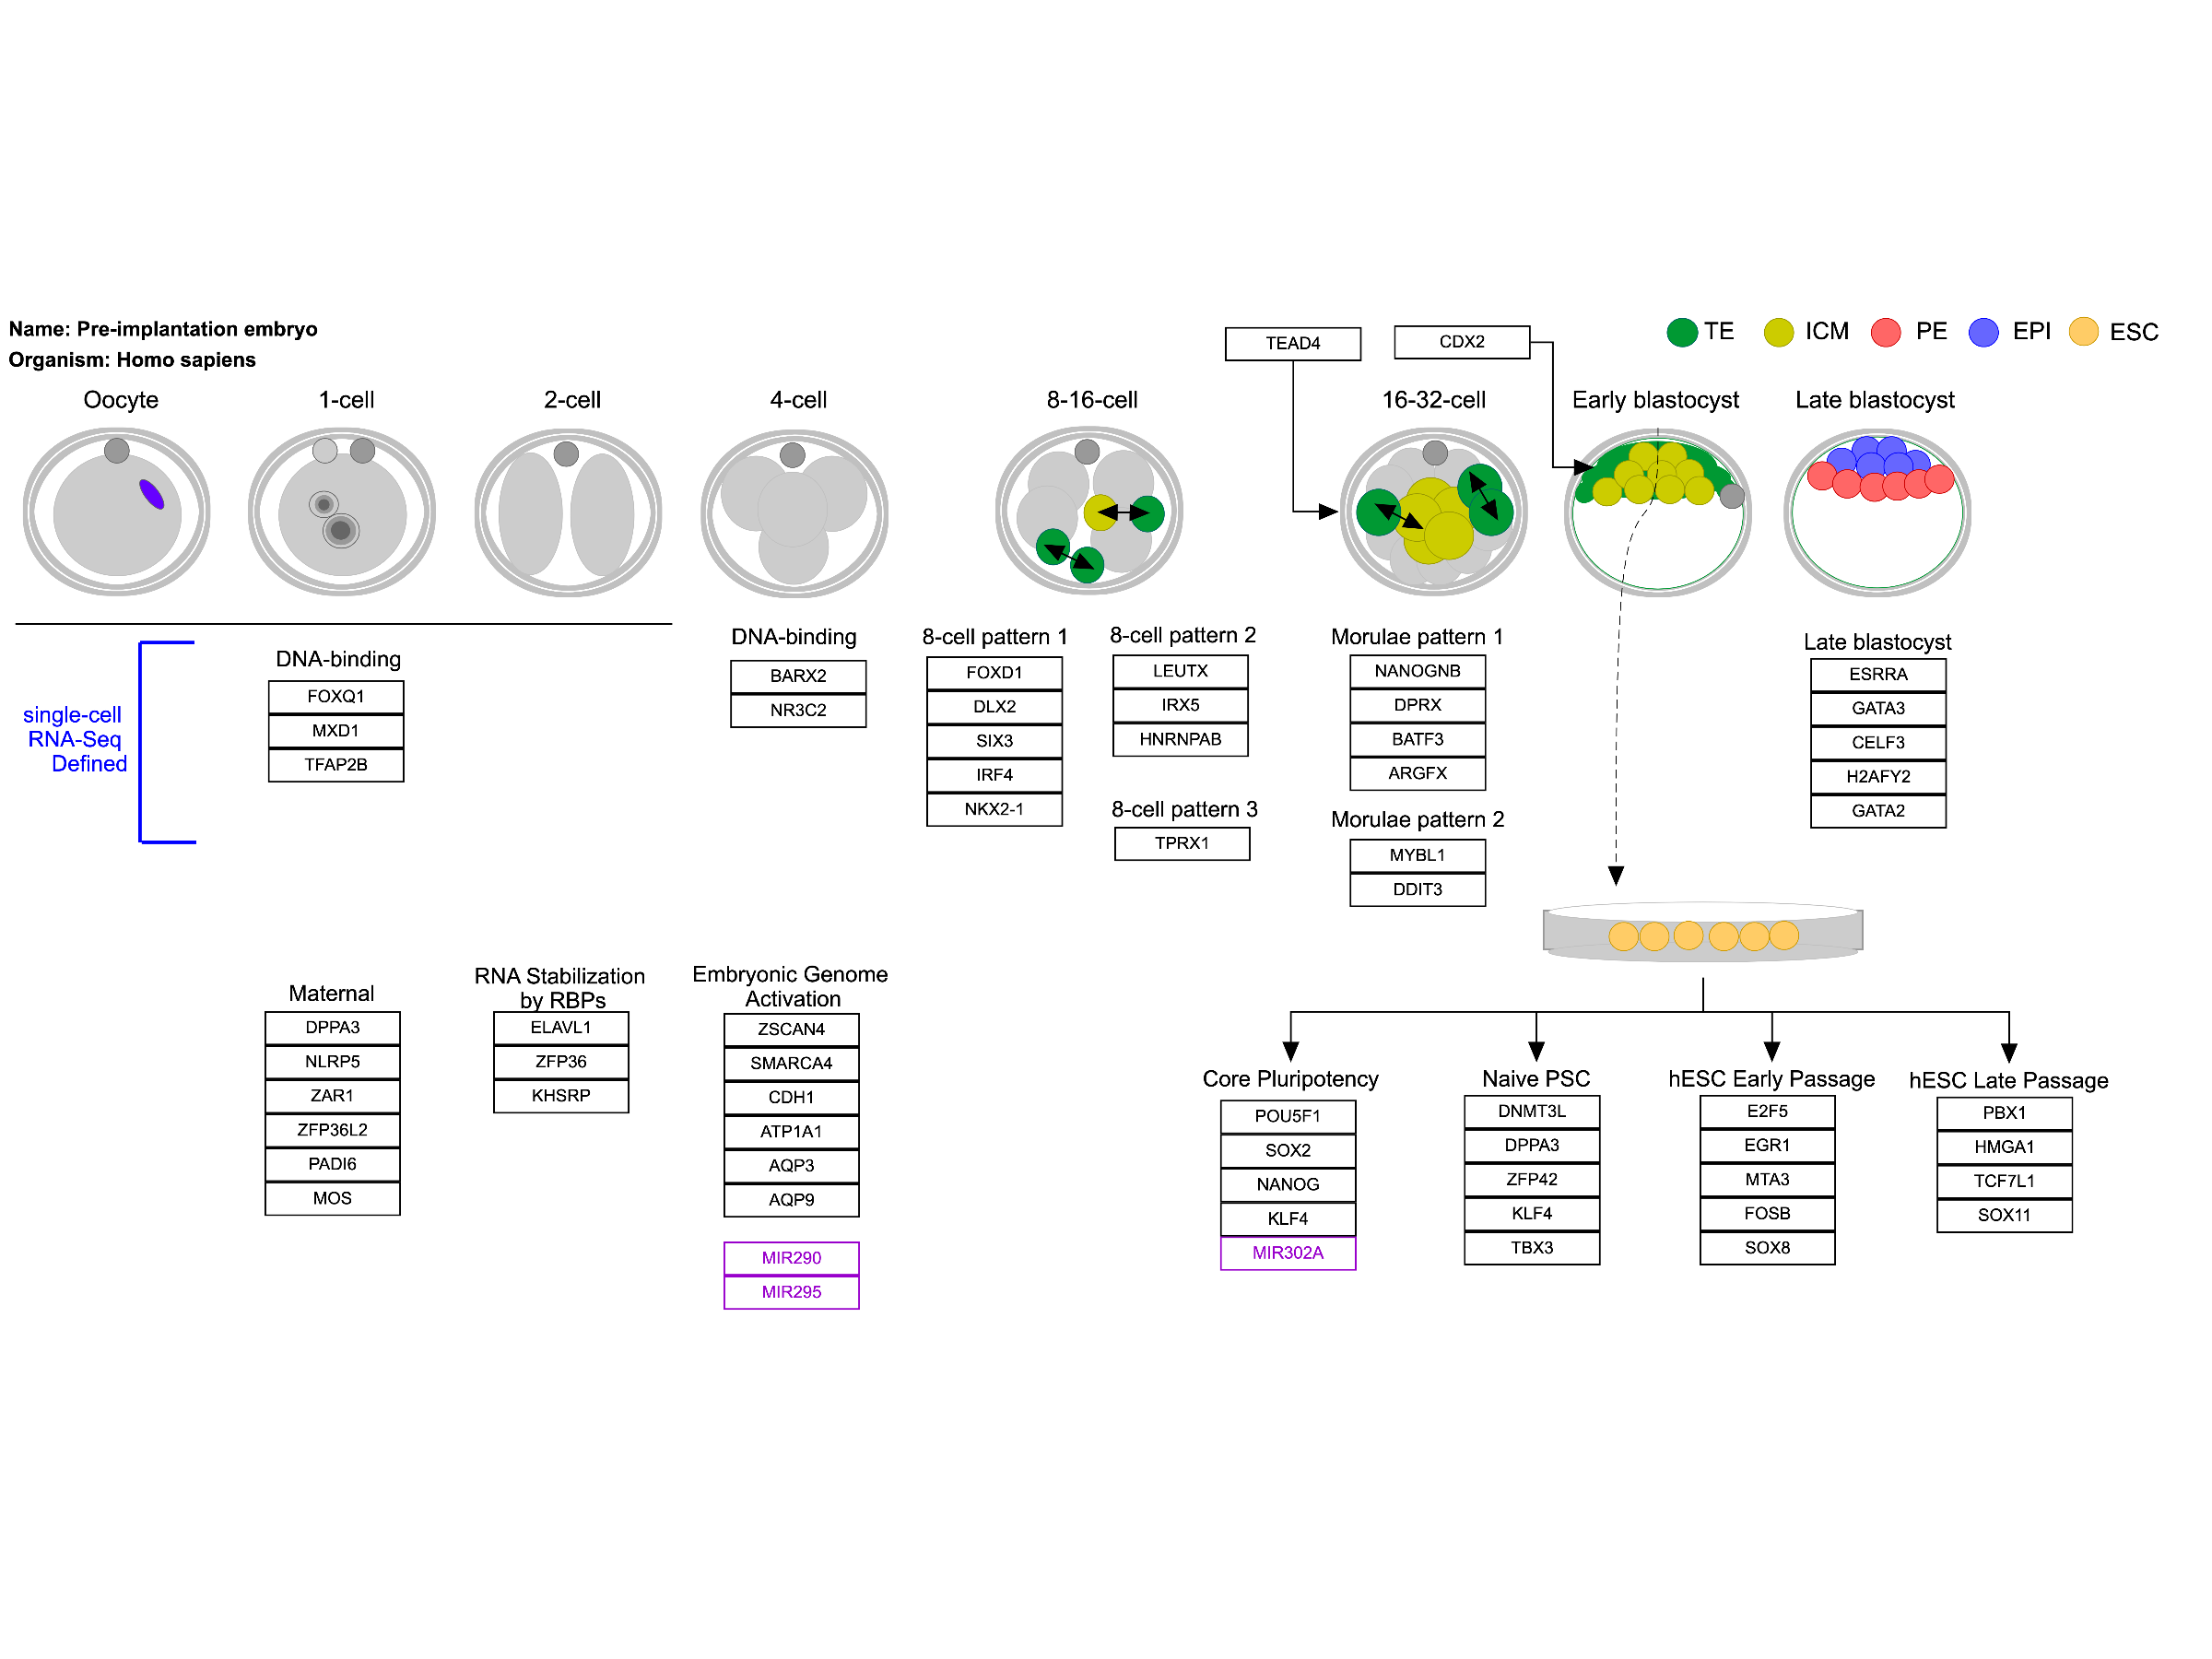 Name: Pre-implantation embryo
Organism: Homo sapiens
TEAD4
CDX2
TE
ICM
PE
EPI
ESC
Oocyte
1-cell
2-cell
4-cell
8-16-cell
16-32-cell
Early blastocyst
Late blastocyst
single-cell
RNA-Seq
Defined
DNA-binding
FOXQ1
MXD1
TFAP2B
DNA-binding
BARX2
NR3C2
8-cell pattern 1
FOXD1
DLX2
SIX3
IRF4
NKX2-1
8-cell pattern 2
LEUTX
IRX5
HNRNPAB
8-cell pattern 3
TPRX1
Morulae pattern 1
NANOGNB
DPRX
BATF3
ARGFX
Morulae pattern 2
MYBL1
DDIT3
Late blastocyst
ESRRA
GATA3
CELF3
H2AFY2
GATA2
Maternal
DPPA3
NLRP5
ZAR1
ZFP36L2
PADI6
MOS
RNA Stabilization
by RBPs
ELAVL1
ZFP36
KHSRP
Embryonic Genome
Activation
ZSCAN4
SMARCA4
CDH1
ATP1A1
AQP3
AQP9
MIR290
MIR295
Core Pluripotency
POU5F1
SOX2
NANOG
KLF4
MIR302A
Naive PSC
DNMT3L
DPPA3
ZFP42
KLF4
TBX3
hESC Early Passage
E2F5
EGR1
MTA3
FOSB
SOX8
hESC Late Passage
PBX1
HMGA1
TCF7L1
SOX11